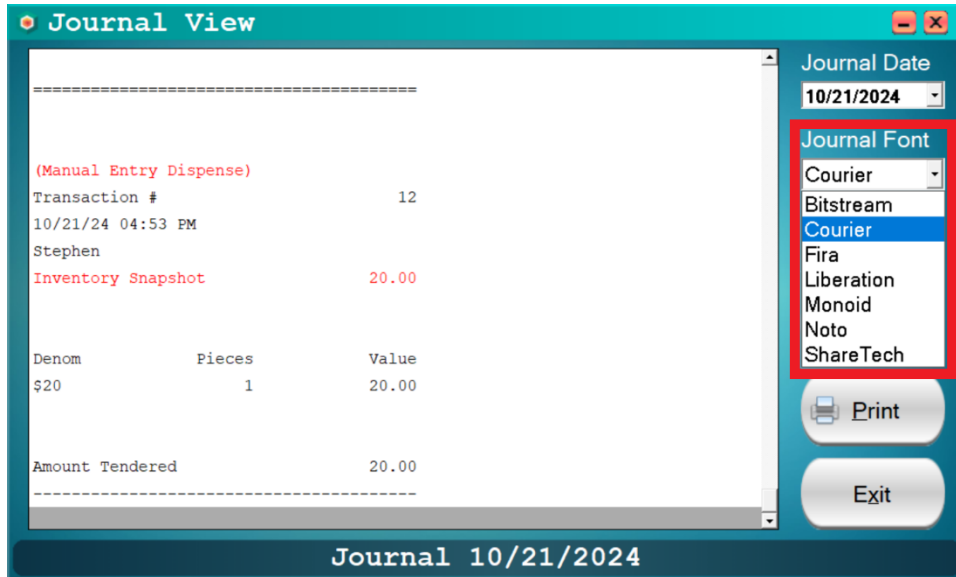 Journal View
========================================
(Manual Entry Dispense)
Transaction # 12
10/21/24 04:53 PM
Stephen
Inventory Snapshot 20.00
Denom Pieces Value
$20 1 20.00
Amount Tendered 20.00
----------------------------------------
Journal Date
10/21/2024
Journal Font
Courier
Bitstream
Courier
Fira
Liberation
Monoid
Noto
ShareTech
Print
Exit
Journal 10/21/2024